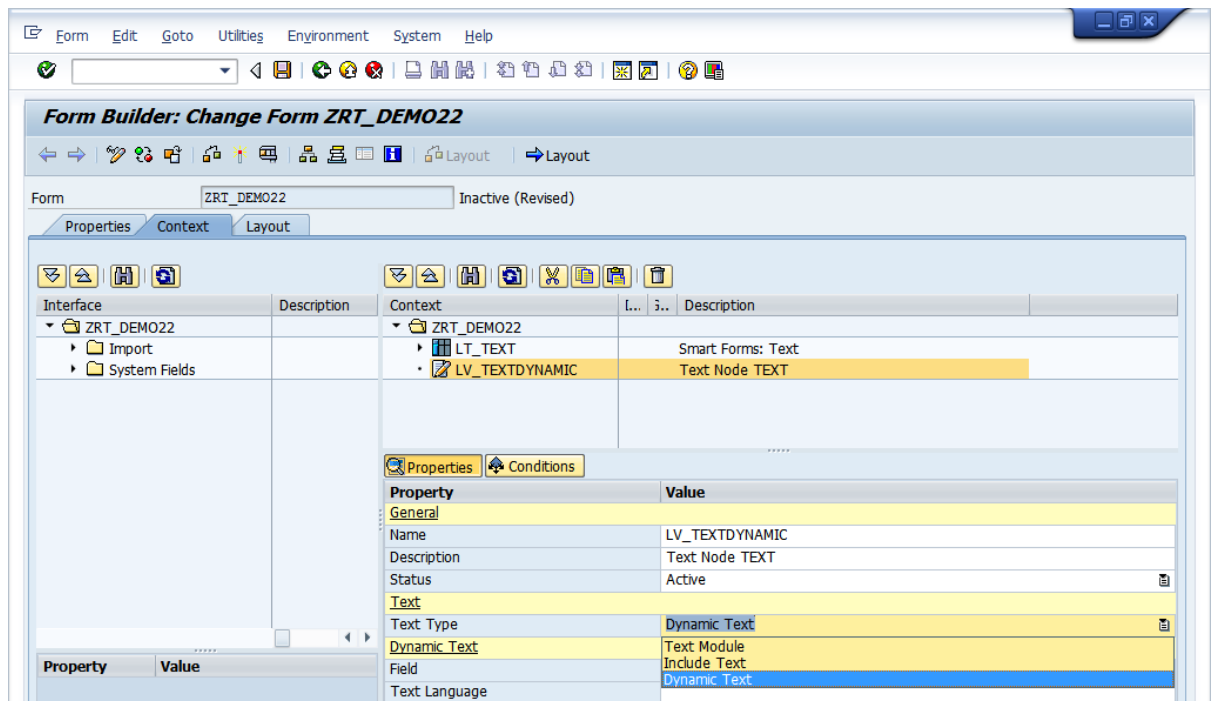 Form Edit Goto Utilities Environment System Help
Form Builder: Change Form ZRT_DEMO22
Layout Layout
Form ZRT_DEMO22 Inactive (Revised)
Properties Context Layout
Interface Description Context I... S... Description
ZRT_DEMO22 ZRT_DEMO22
Import LT_TEXT Smart Forms: Text
System Fields LV_TEXTDYNAMIC Text Node TEXT
Properties Conditions
Property Value
General
Name LV_TEXTDYNAMIC
Description Text Node TEXT
Status Active
Text
Text Type Dynamic Text
Dynamic Text Text Module
Property Value Field Include Text
Dynamic Text
Text Language